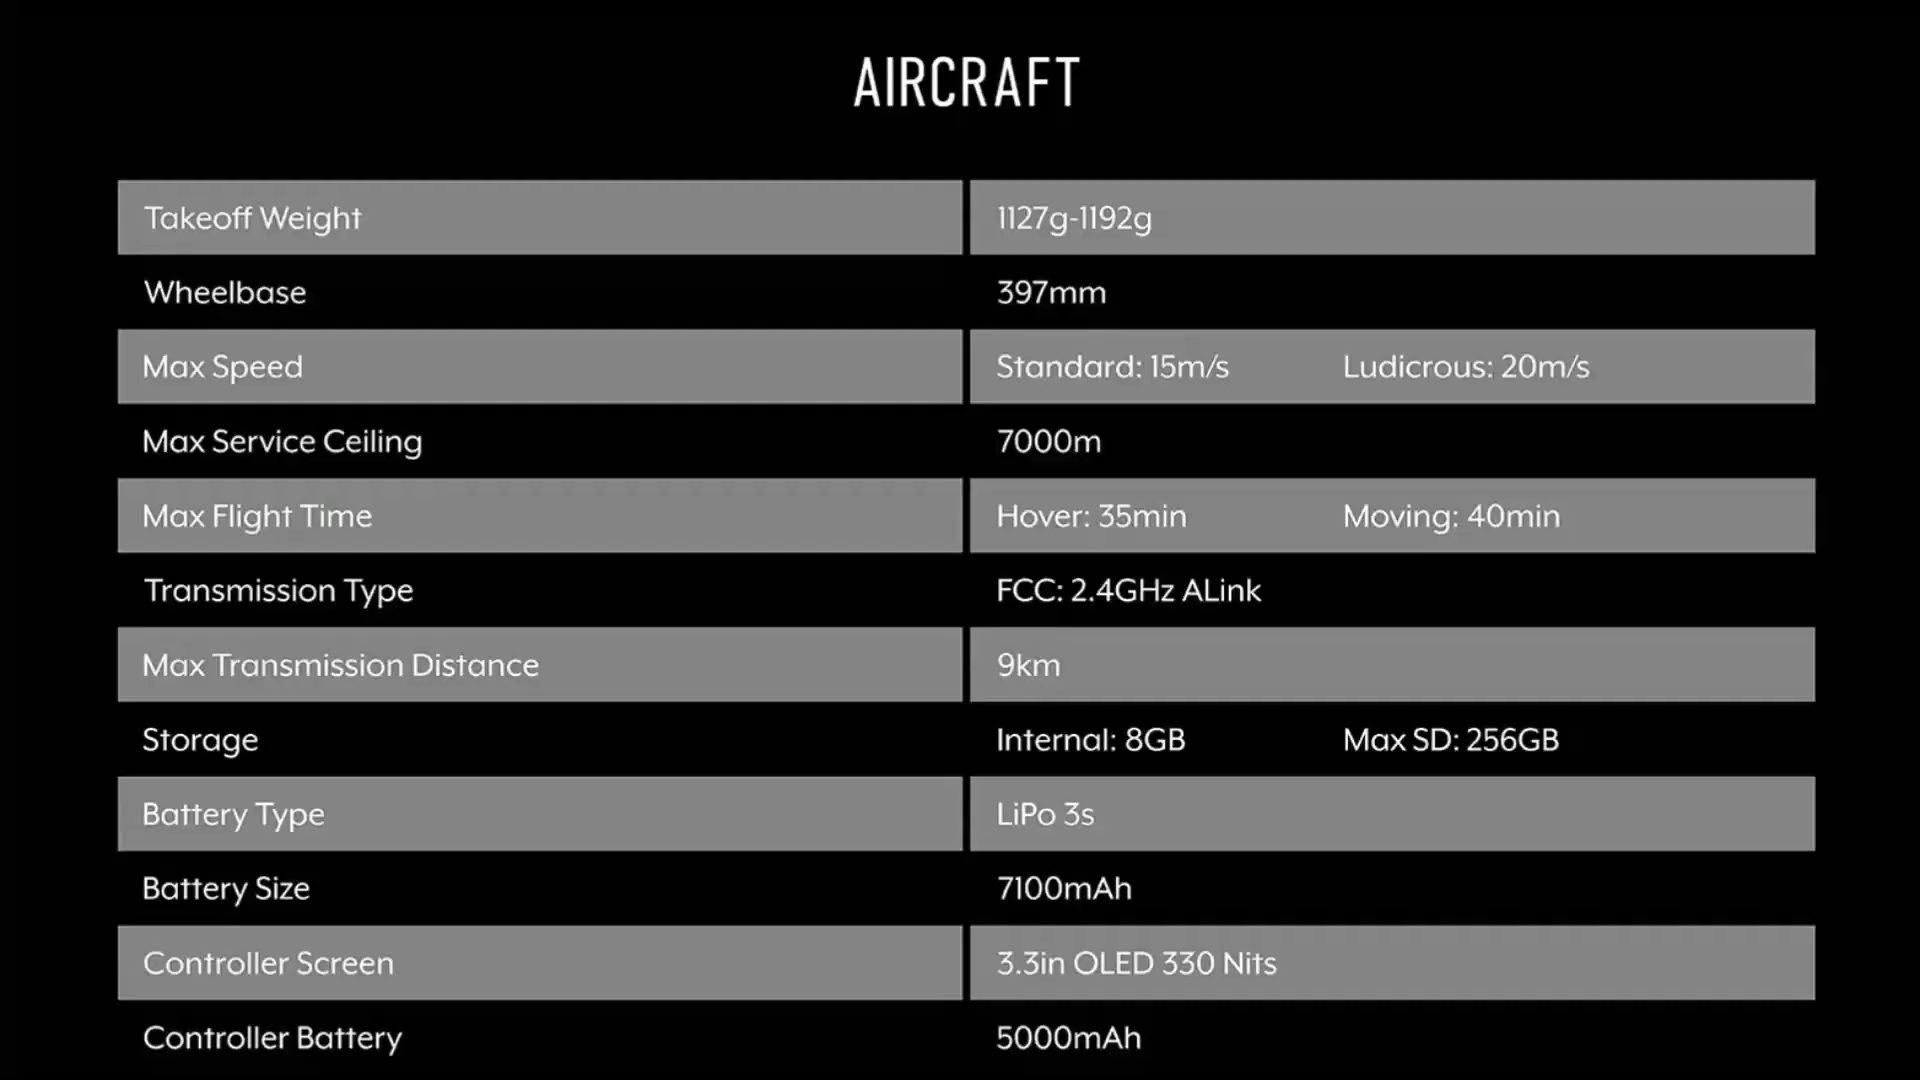 AIRCRAFT
Takeoff Weight 1127g-1192g
Wheelbase 397mm
Max Speed Standard: 15m/s Ludicrous: 20m/s
Max Service Ceiling 7000m
Max Flight Time Hover: 35min Moving: 40min
Transmission Type FCC: 2.4GHz ALink
Max Transmission Distance 9km
Storage Internal: 8GB Max SD: 256GB
Battery Type LiPo 3s
Battery Size 7100mAh
Controller Screen 3.3in OLED 330 Nits
Controller Battery 5000mAh